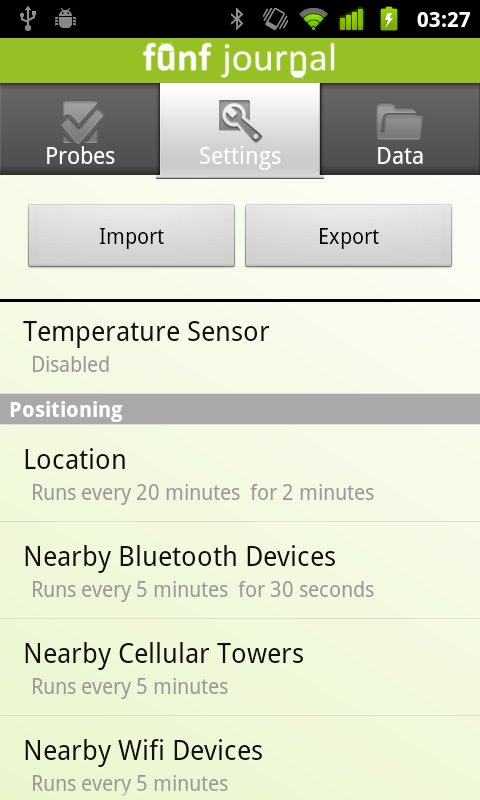 03:27
fünf journal
Probes
Settings
Data
Import
Export
Temperature Sensor
Disabled
Positioning
Location
Runs every 20 minutes  for 2 minutes
Nearby Bluetooth Devices
Runs every 5 minutes  for 30 seconds
Nearby Cellular Towers
Runs every 5 minutes
Nearby Wifi Devices
Runs every 5 minutes